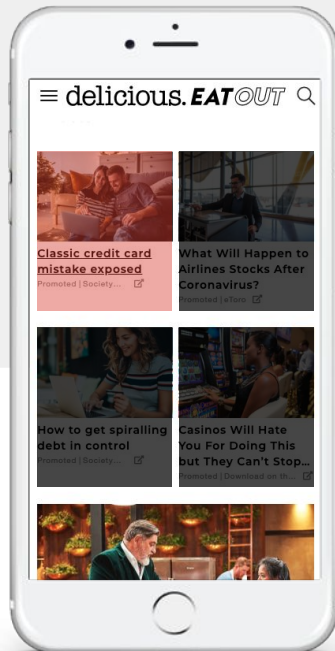 delicious. EATOUT
Classic credit card
mistake exposed
Promoted | Society...
What Will Happen to
Airlines Stocks After
Coronavirus?
Promoted | eToro
How to get spiralling
debt in control
Promoted | Society...
Casinos Will Hate
You For Doing This
but They Can't Stop...
Promoted | Download on th...